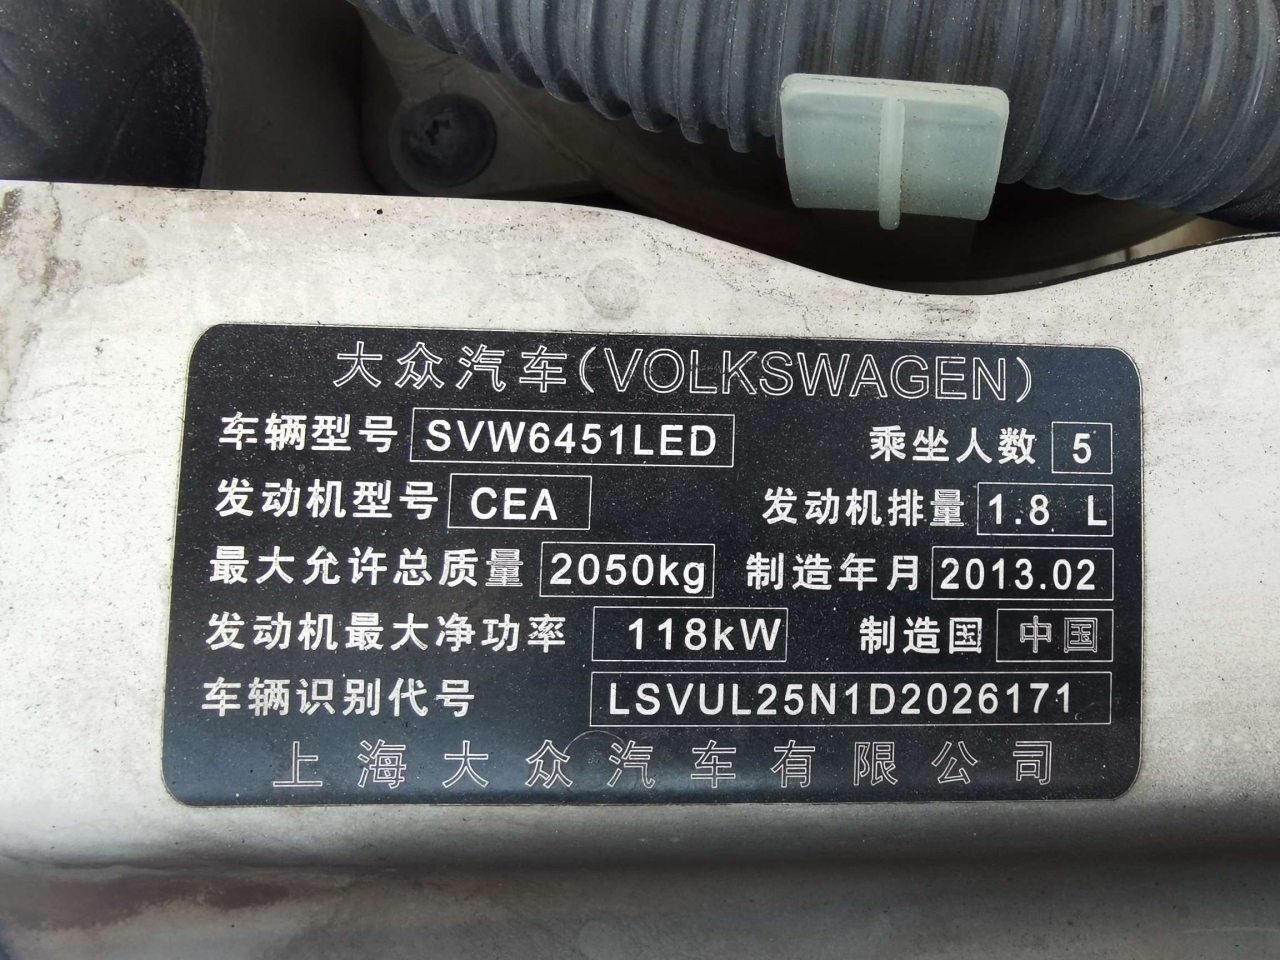 大众汽车(VOLKSWAGEN)
车辆型号 SVW6451LED 乘坐人数 5
发动机型号 CEA 发动机排量 1.8 L
最大允许总质量 2050kg 制造年月 2013.02
发动机最大净功率 118kW 制造国 中国
车辆识别代号 LSVUL25N1D2026171
上海大众汽车有限公司